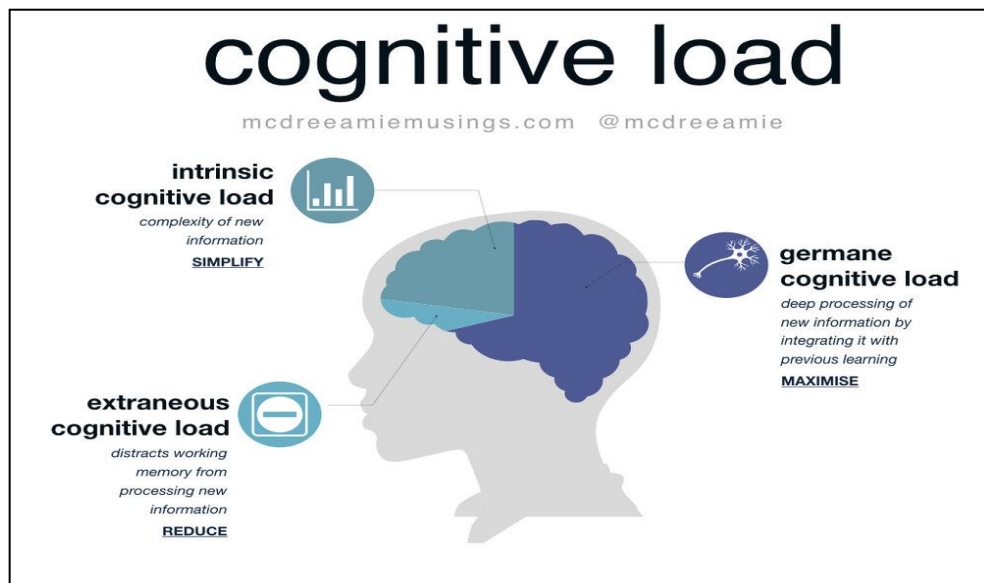 cognitive load
mcdreeamiemusings.com @mcdreeamie
intrinsic
cognitive load
complexity of new
information
SIMPLIFY
germane
cognitive load
deep processing of
new information by
integrating it with
previous learning
MAXIMISE
extraneous
cognitive load
distracts working
memory from
processing new
information
REDUCE